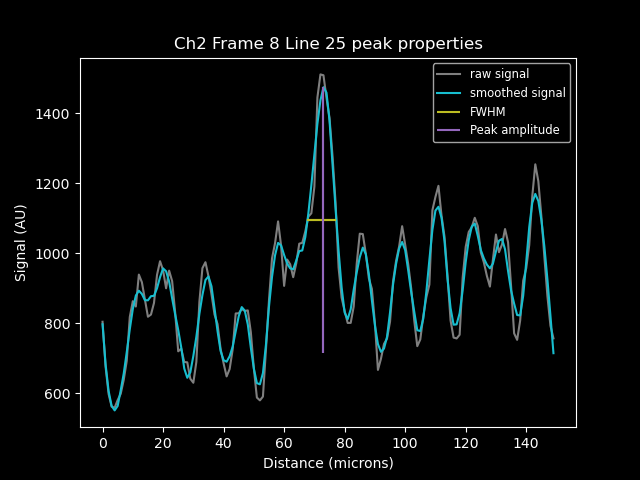 Ch2 Frame 8 Line 25 peak properties
raw signal
smoothed signal
FWHM
Peak amplitude
Signal (AU)
1400
1200
1000
800
600
0 20 40 60 80 100 120 140
Distance (microns)